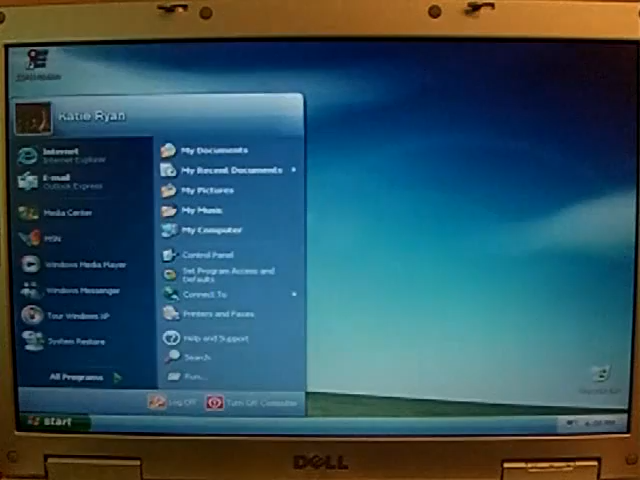 Katie Ryan
Internet
Internet Explorer
E-mail
Outlook Express
Media Center
MSN
Windows Media Player
Windows Messenger
Tour Windows XP
System Restore
All Programs
My Documents
My Recent Documents
My Pictures
My Music
My Computer
Control Panel
Set Program Access and
Defaults
Connect To
Printers and Faxes
Help and Support
Search
Run...
Log Off
Turn Off Computer
start
DELL